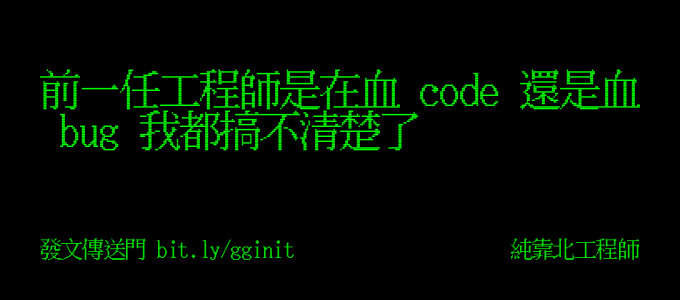 前一任工程師是在血 code 還是血
bug 我都搞不清楚了
發文傳送門 bit.ly/gginit
純靠北工程師